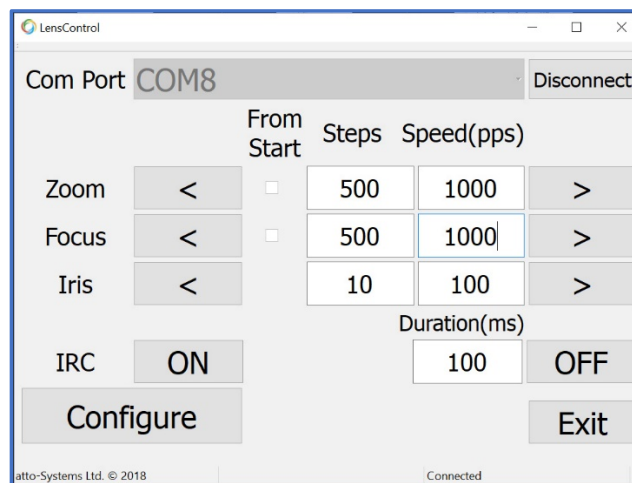 LensControl
Com Port COM8 Disconnect
From Start Steps Speed(pps)
Zoom < 500 1000 >
Focus < 500 1000 >
Iris < 10 100 >
Duration(ms)
IRC ON 100 OFF
Configure Exit
atto-Systems Ltd. © 2018 Connected